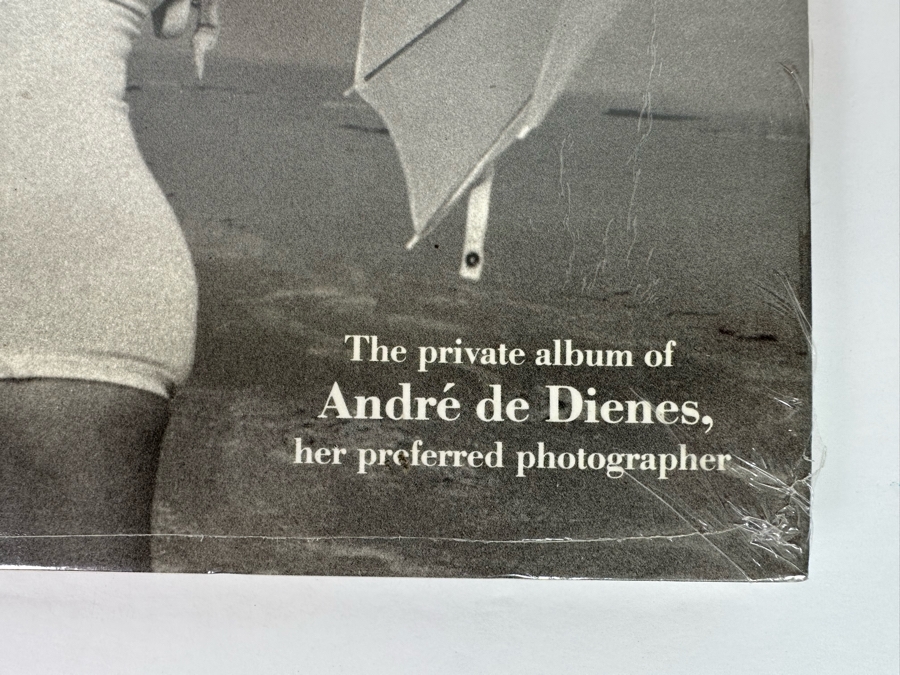 The private album of
André de Dienes,
her preferred photographer